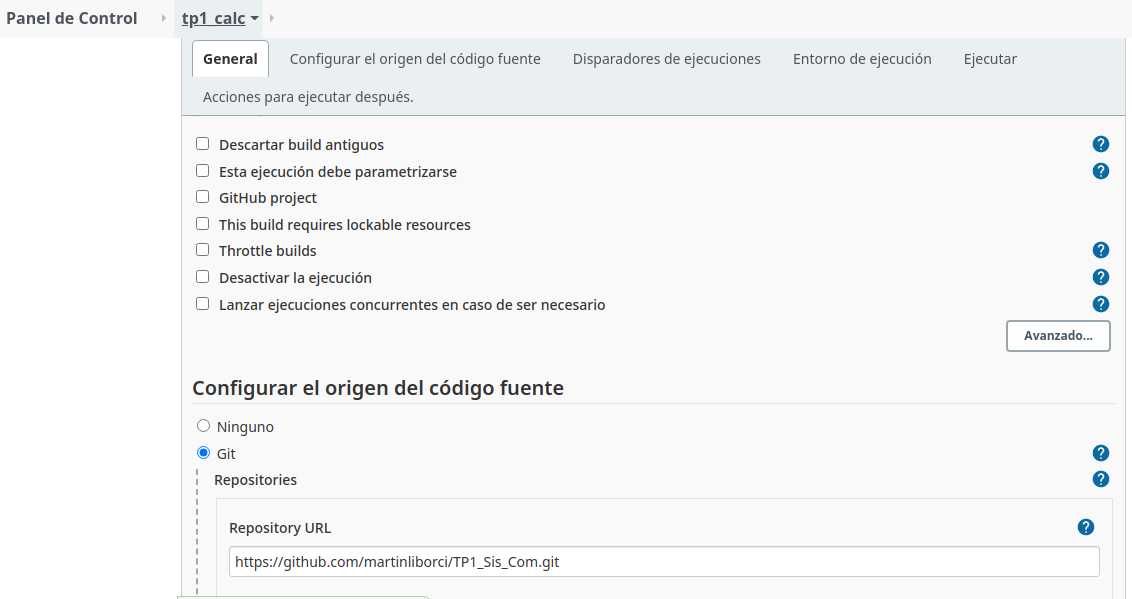 Panel de Control
tp1_calc
General
Configurar el origen del código fuente
Disparadores de ejecuciones
Entorno de ejecución
Ejecutar
Acciones para ejecutar después.
Descartar build antiguos
Esta ejecución debe parametrizarse
GitHub project
This build requires lockable resources
Throttle builds
Desactivar la ejecución
Lanzar ejecuciones concurrentes en caso de ser necesario
Avanzado...
Configurar el origen del código fuente
Ninguno
Git
Repositories
Repository URL
https://github.com/martinliborci/TP1_Sis_Com.git